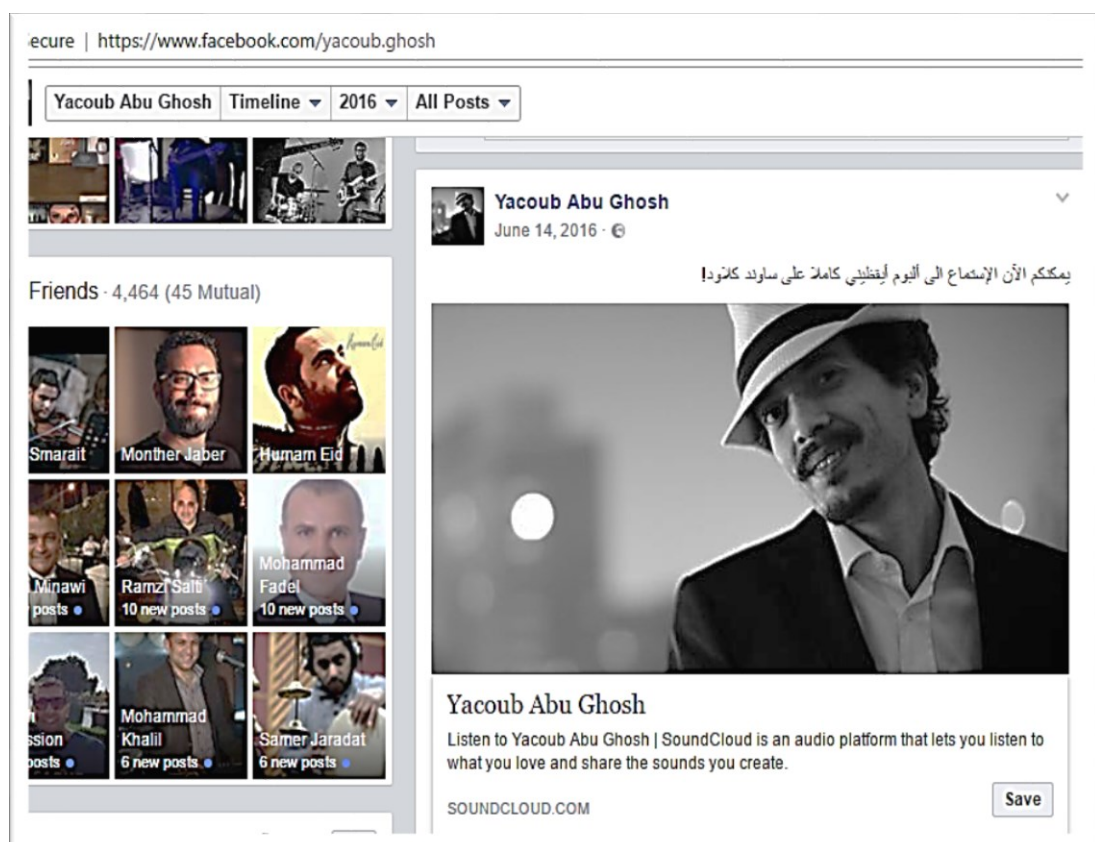 ecure | https://www.facebook.com/yacoub.ghosh
Yacoub Abu Ghosh Timeline 2016 All Posts
Yacoub Abu Ghosh
June 14, 2016
يمكنكم الآن الإستماع الى ألبوم أيقظيني كاملا على ساوند كلاود!
Friends · 4,464 (45 Mutual)
Smarait
Monther Jaber
Humam Eid
Minawi
posts
Ramzi Salti
10 new posts
Mohammad
Fadel
10 new posts
ssion
posts
Mohammad
Khalil
6 new posts
Samer Jaradat
6 new posts
Yacoub Abu Ghosh
Listen to Yacoub Abu Ghosh | SoundCloud is an audio platform that lets you listen to
what you love and share the sounds you create.
SOUNDCLOUD.COM
Save